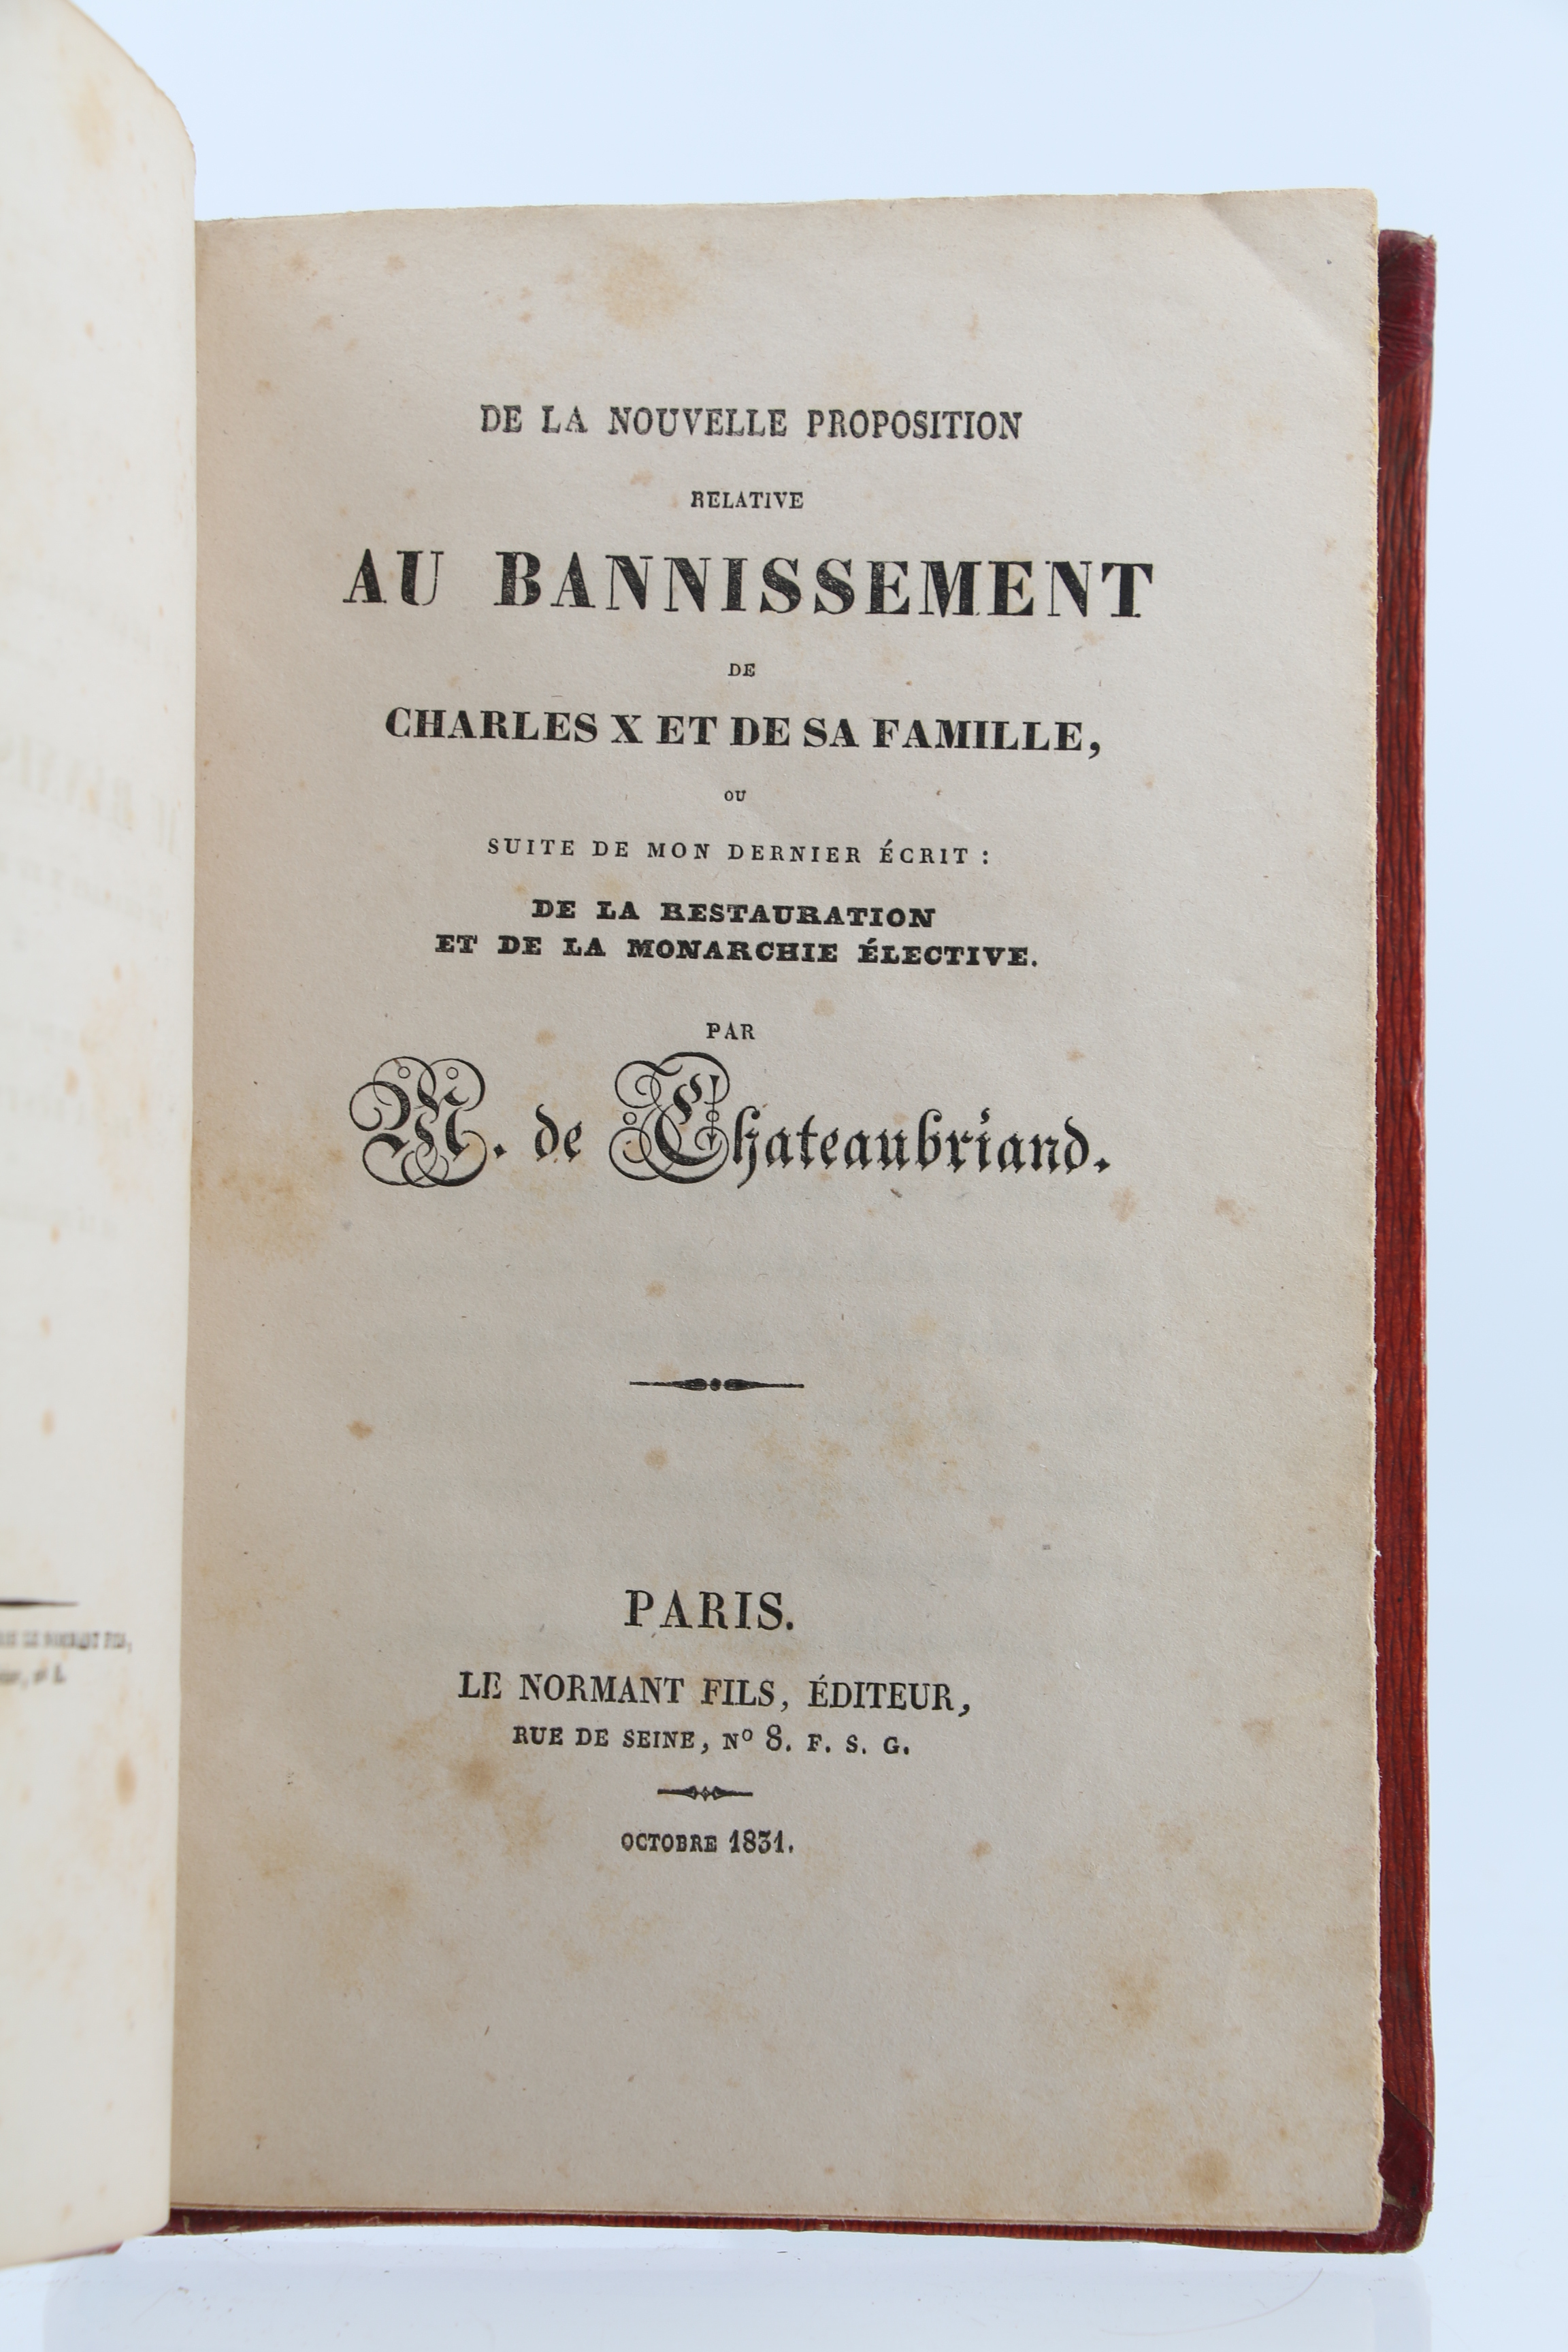 DE LA NOUVELLE PROPOSITION
RELATIVE
AU BANNISSEMENT
DE
CHARLES X ET DE SA FAMILLE,
OU
SUITE DE MON DERNIER ÉCRIT :
DE LA RESTAURATION
ET DE LA MONARCHIE ÉLECTIVE.
PAR
M. de Chateaubriand.
PARIS.
LE NORMANT FILS, ÉDITEUR,
RUE DE SEINE, Nº 8. F. S. G.
OCTOBRE 1831.